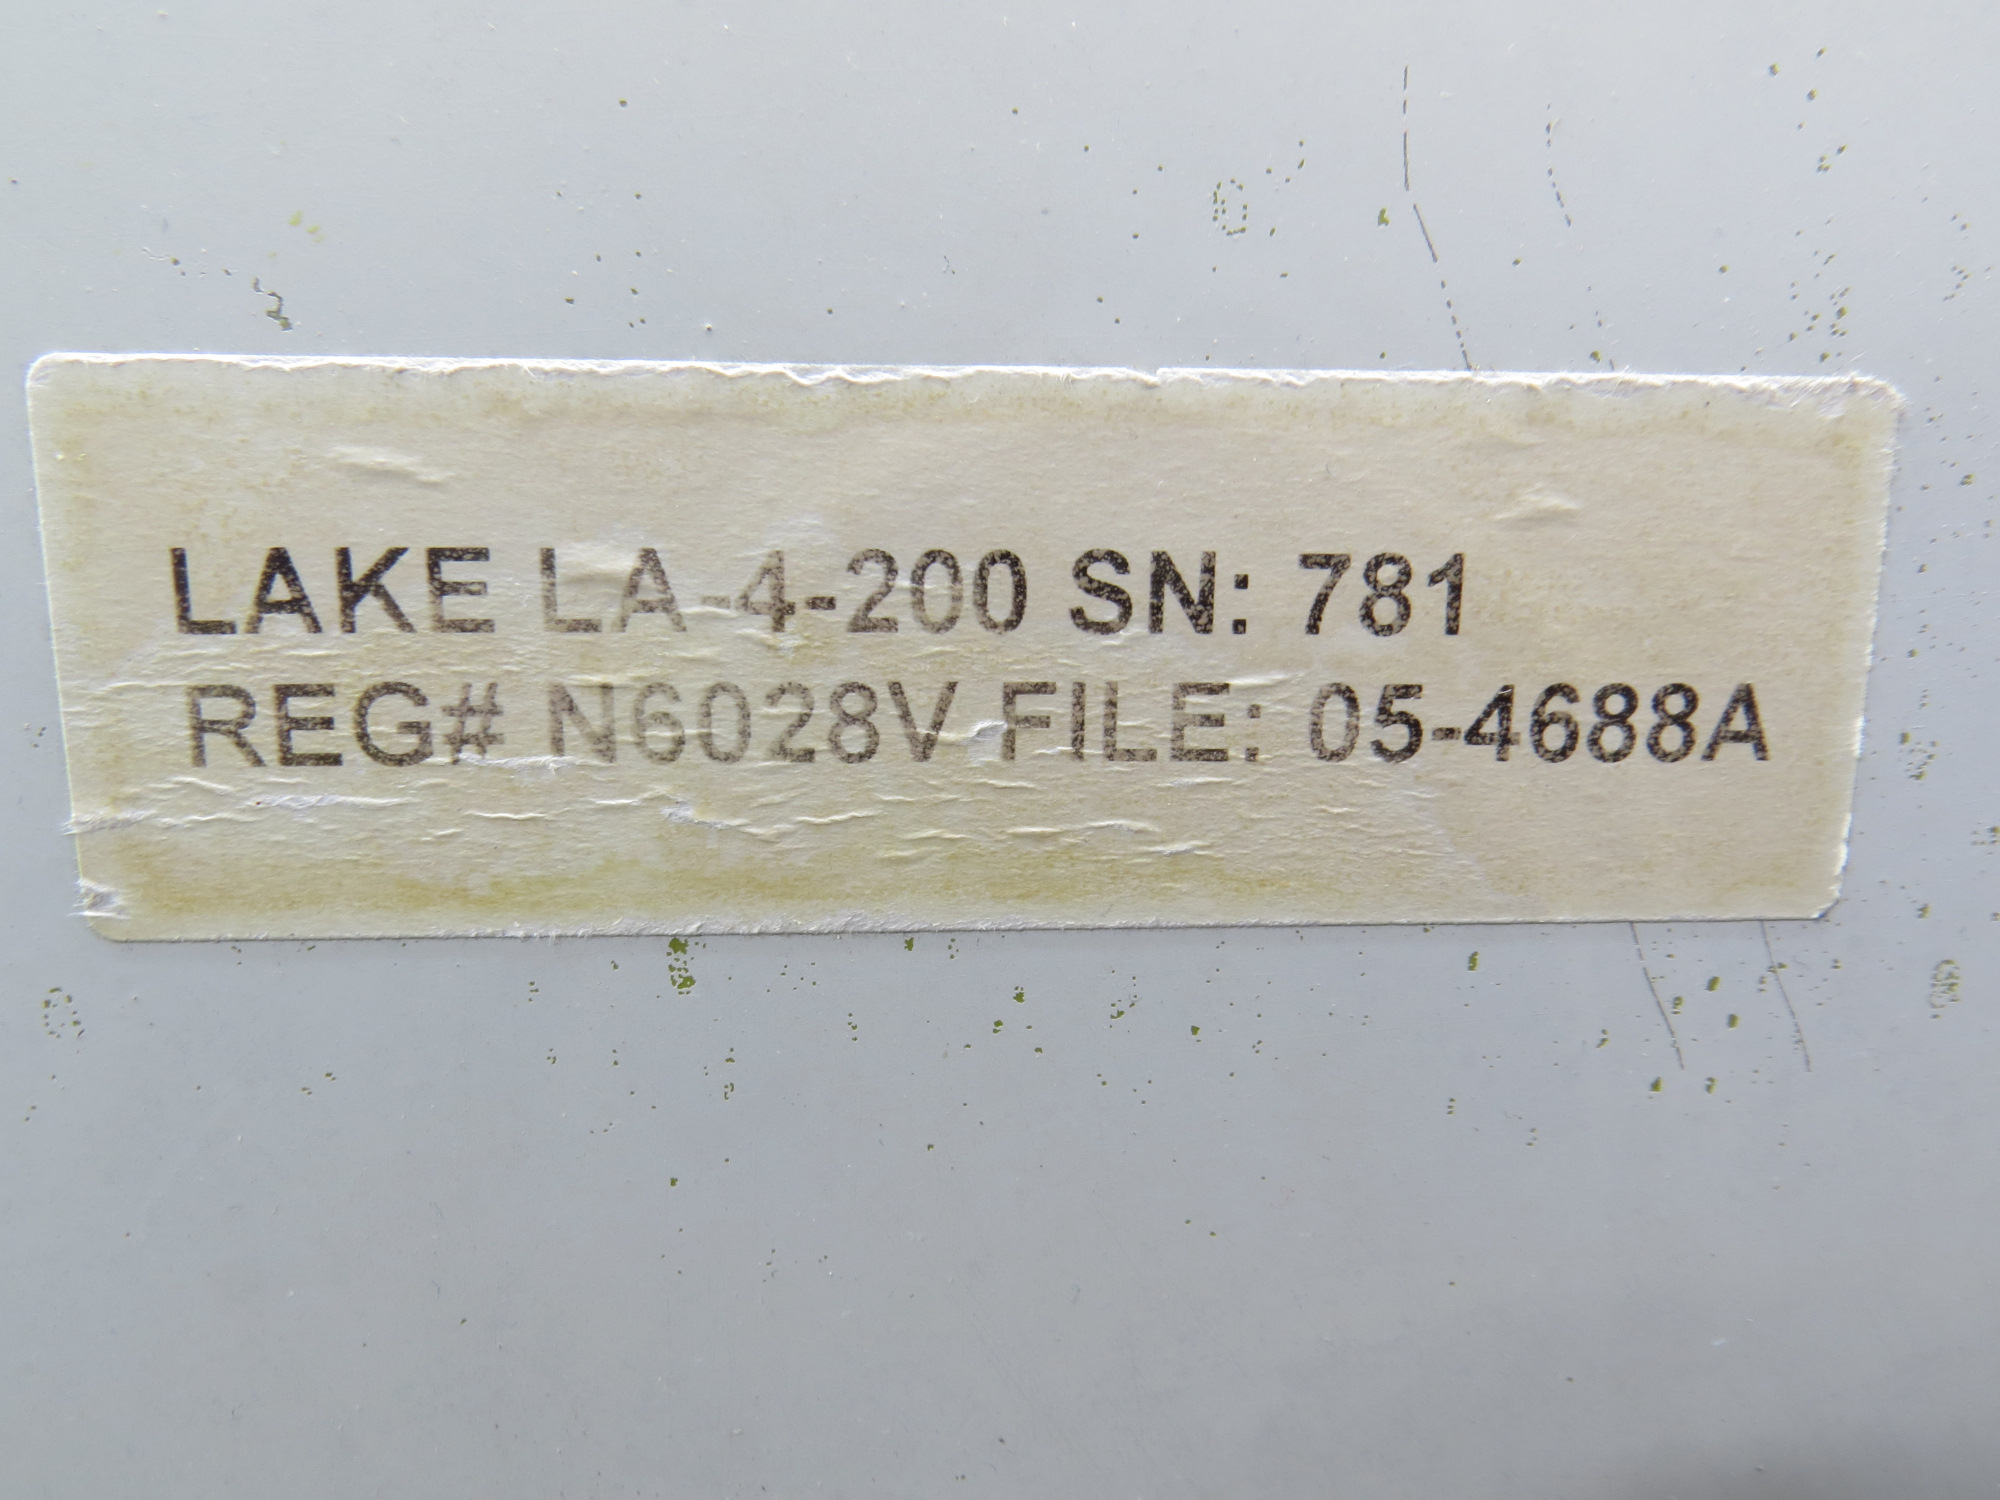 LAKE LA-4-200 SN: 781
REG# N6028V FILE: 05-4688A